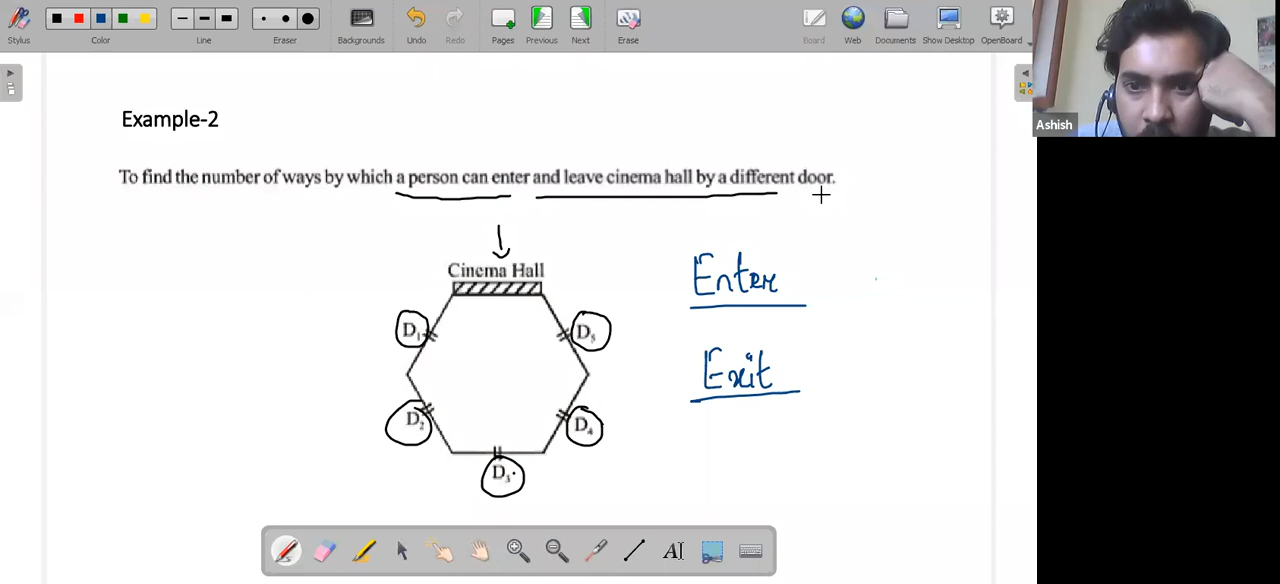 Stylus
Color
Line
Eraser
Backgrounds
Undo
Redo
Pages
Previous
Next
Erase
Board
Web
Documents
Show Desktop
OpenBoard
Ashish
Example-2
To find the number of ways by which a person can enter and leave cinema hall by a different door.
Cinema Hall
Enter
D₁
D₅
Exit
D₂
D₄
D₃
A